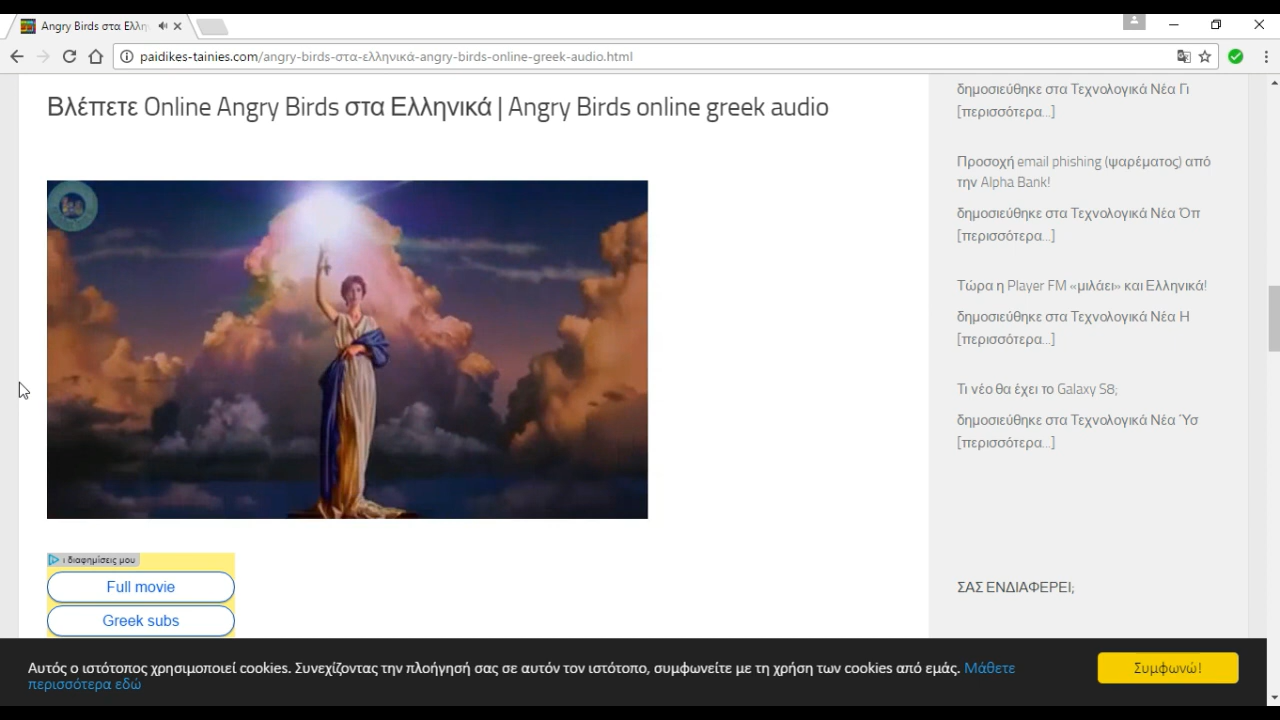 Angry Birds στα Ελλη
paidikes-tainies.com/angry-birds-στα-ελληνικά-angry-birds-online-greek-audio.html
Βλέπετε Online Angry Birds στα Ελληνικά | Angry Birds online greek audio
ι διαφημίσεις μου
Full movie
Greek subs
δημοσιεύθηκε στα Τεχνολογικά Νέα Γι
[περισσότερα...]
Προσοχή email phishing (ψαρέματος) από
την Alpha Bank!
δημοσιεύθηκε στα Τεχνολογικά Νέα Όπ
[περισσότερα...]
Τώρα η Player FM «μιλάει» και Ελληνικά!
δημοσιεύθηκε στα Τεχνολογικά Νέα Η
[περισσότερα...]
Τι νέο θα έχει το Galaxy S8;
δημοσιεύθηκε στα Τεχνολογικά Νέα Ύσ
[περισσότερα...]
ΣΑΣ ΕΝΔΙΑΦΕΡΕΙ;
Αυτός ο ιστότοπος χρησιμοποιεί cookies. Συνεχίζοντας την πλοήγησή σας σε αυτόν τον ιστότοπο, συμφωνείτε με τη χρήση των cookies από εμάς. Μάθετε
περισσότερα εδώ
Συμφωνώ!